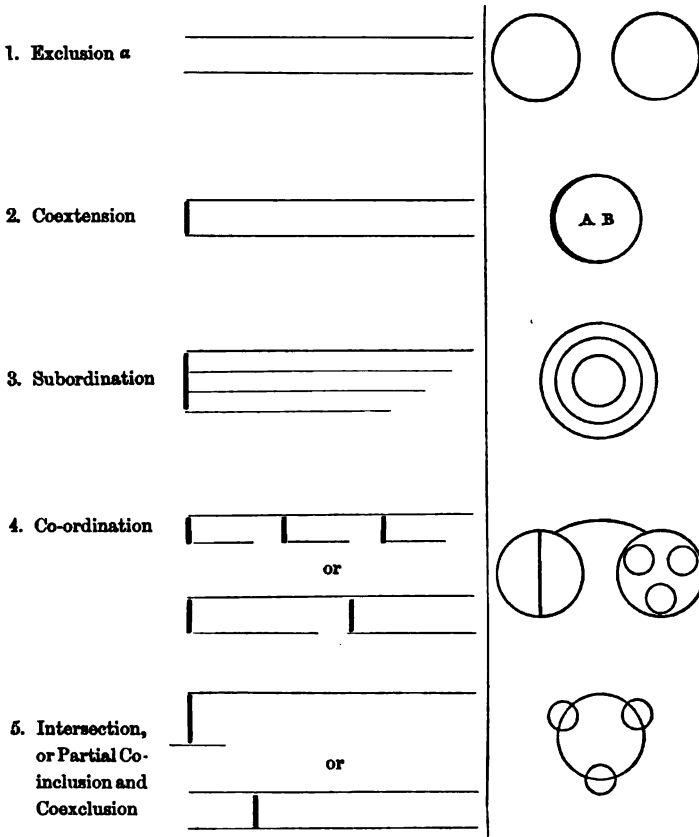 1. Exclusion a
2. Coextension
A B
3. Subordination
4. Co-ordination
or
5. Intersection,
or Partial Co-
inclusion and
Coexclusion
or